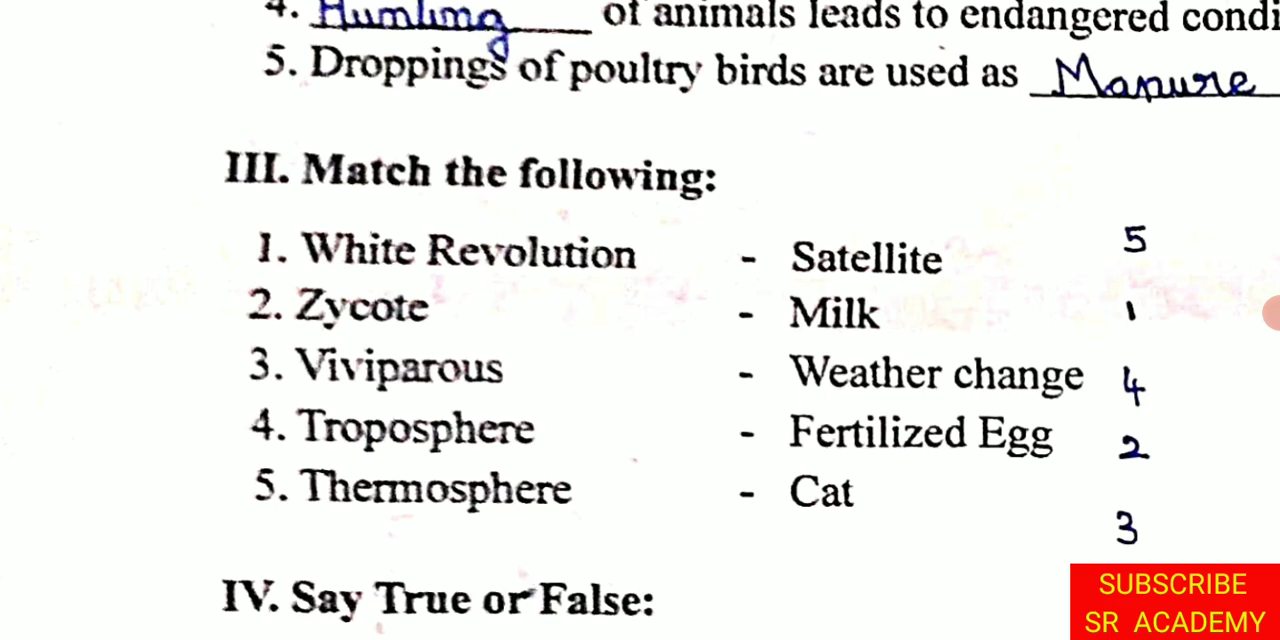 4. Hunting of animals leads to endangered condi
5. Droppings of poultry birds are used as Manure
III. Match the following:
1. White Revolution - Satellite 5
2. Zycote - Milk 1
3. Viviparous - Weather change 4
4. Troposphere - Fertilized Egg 2
5. Thermosphere - Cat 3
IV. Say True or False:
SUBSCRIBE
SR ACADEMY